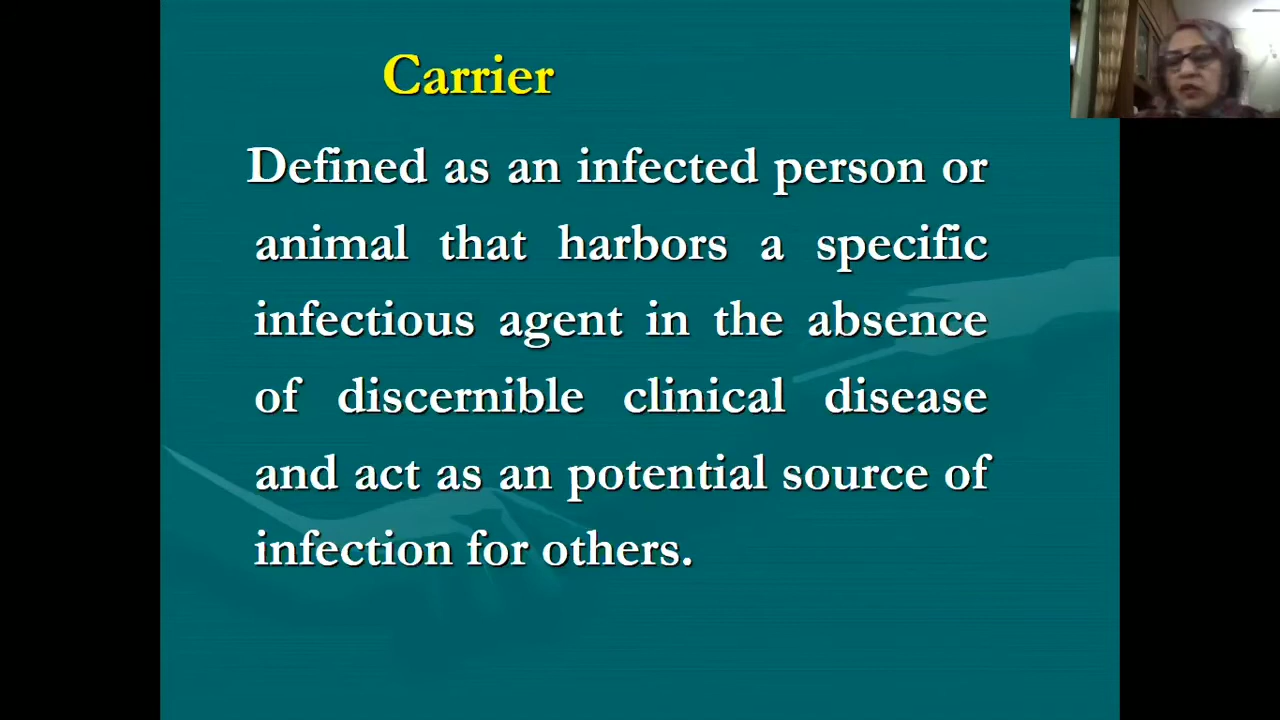 Carrier
Defined as an infected person or
animal that harbors a specific
infectious agent in the absence
of discernible clinical disease
and act as an potential source of
infection for others.